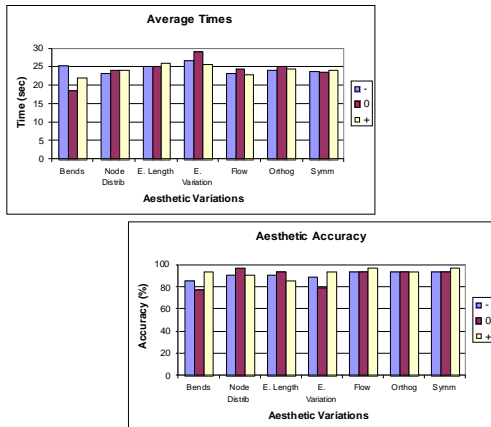 Average Times
30
25
20
15
10
5
0
Time (sec)
Bends Node Distrib E. Length E. Variation Flow Orthog Symm
Aesthetic Variations
-
0
+
Aesthetic Accuracy
100
80
60
40
20
0
Accuracy (%)
Bends Node Distrib E. Length E. Variation Flow Orthog Symm
Aesthetic Variations
-
0
+